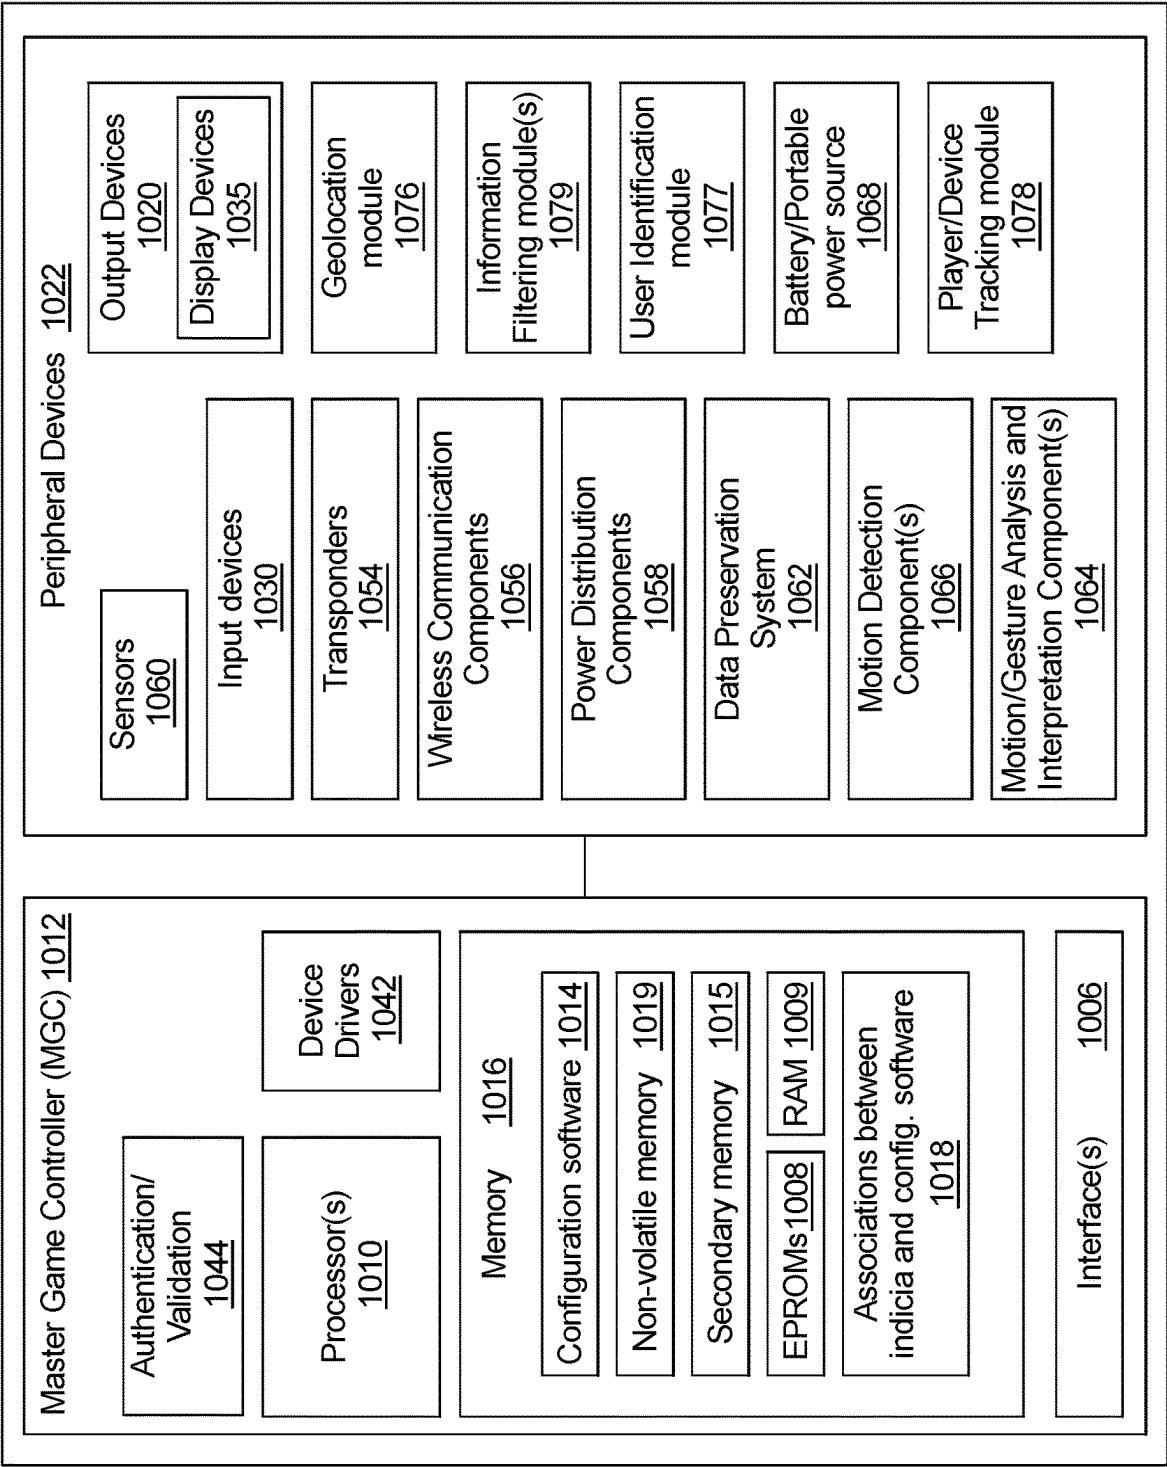 Master Game Controller (MGC) 1012
Authentication/
Validation
1044
Processor(s)
1010
Device
Drivers
1042
Memory 1016
Configuration software 1014
Non-volatile memory 1019
Secondary memory 1015
EPROMs1008
RAM 1009
Associations between
indicia and config. software
1018
Interface(s) 1006
Peripheral Devices 1022
Sensors
1060
Input devices
1030
Transponders
1054
Wireless Communication
Components
1056
Power Distribution
Components
1058
Data Preservation
System
1062
Motion Detection
Component(s)
1066
Motion/Gesture Analysis and
Interpretation Component(s)
1064
Output Devices
1020
Display Devices
1035
Geolocation
module
1076
Information
Filtering module(s)
1079
User Identification
module
1077
Battery/Portable
power source
1068
Player/Device
Tracking module
1078